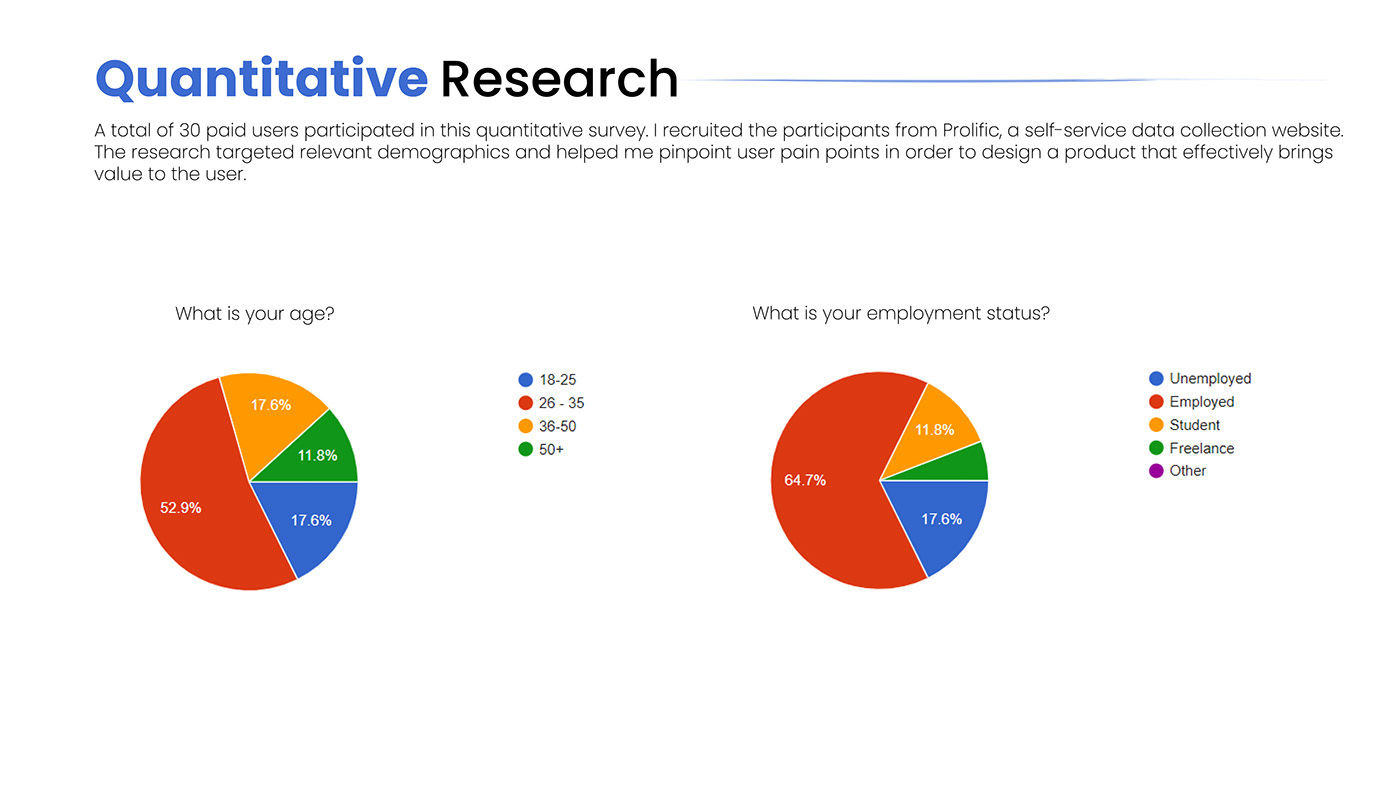 Quantitative Research
A total of 30 paid users participated in this quantitative survey. I recruited the participants from Prolific, a self-service data collection website.
The research targeted relevant demographics and helped me pinpoint user pain points in order to design a product that effectively brings
value to the user.
What is your age?
17.6%
11.8%
52.9%
17.6%
18-25
26 - 35
36-50
50+
What is your employment status?
11.8%
64.7%
17.6%
Unemployed
Employed
Student
Freelance
Other